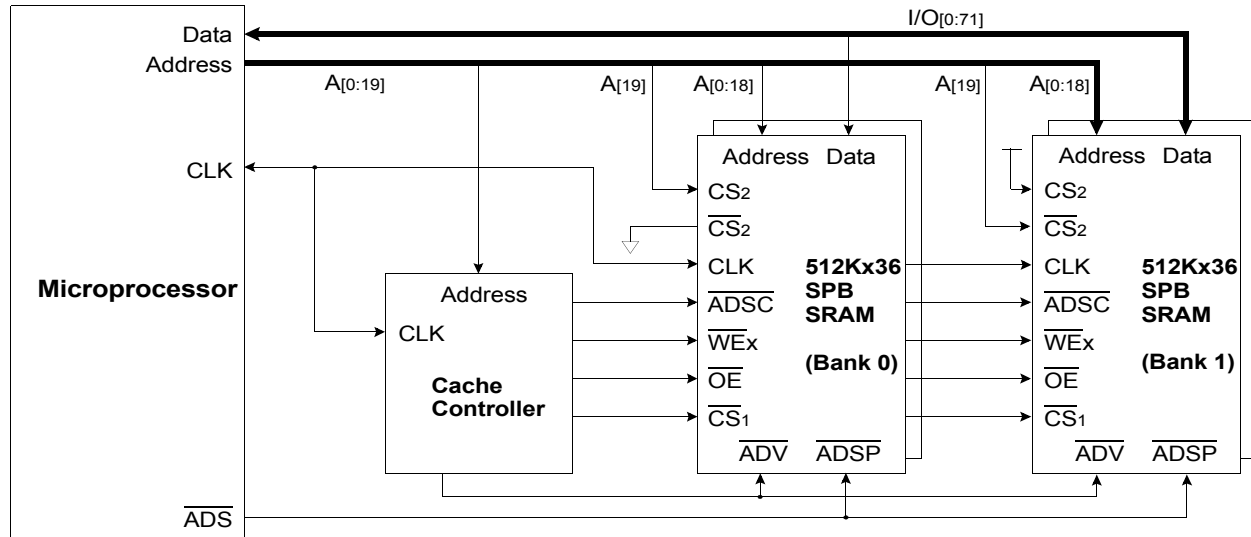 I/O[0:71]
Data
Address
A[0:19]
A[19]
A[0:18]
A[19]
A[0:18]
CLK
Address Data
CS2
CS2
CLK
ADSC
WEx
OE
CS1
ADV ADSP
512Kx36
SPB
SRAM
(Bank 0)
Address Data
CS2
CS2
CLK
ADSC
WEx
OE
CS1
ADV ADSP
512Kx36
SPB
SRAM
(Bank 1)
Microprocessor
Address
CLK
Cache
Controller
ADS